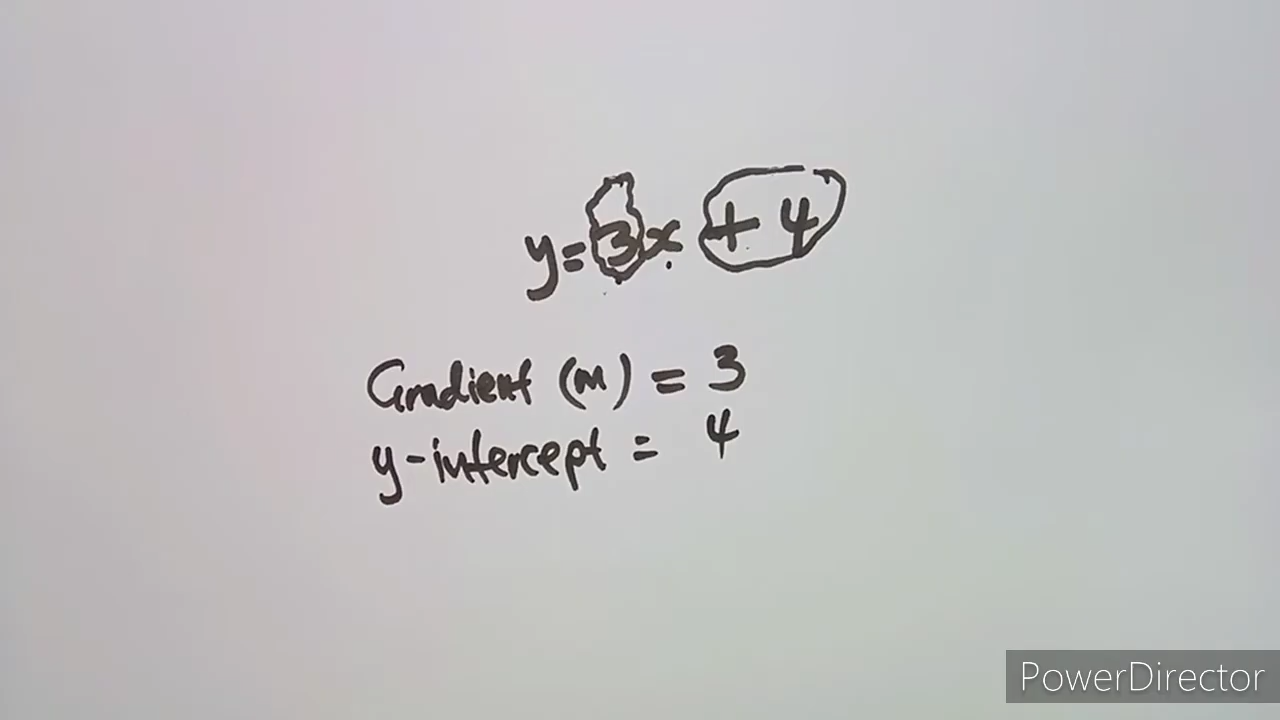 y=3x + 4
Gradient (m) = 3
y-intercept = 4
PowerDirector